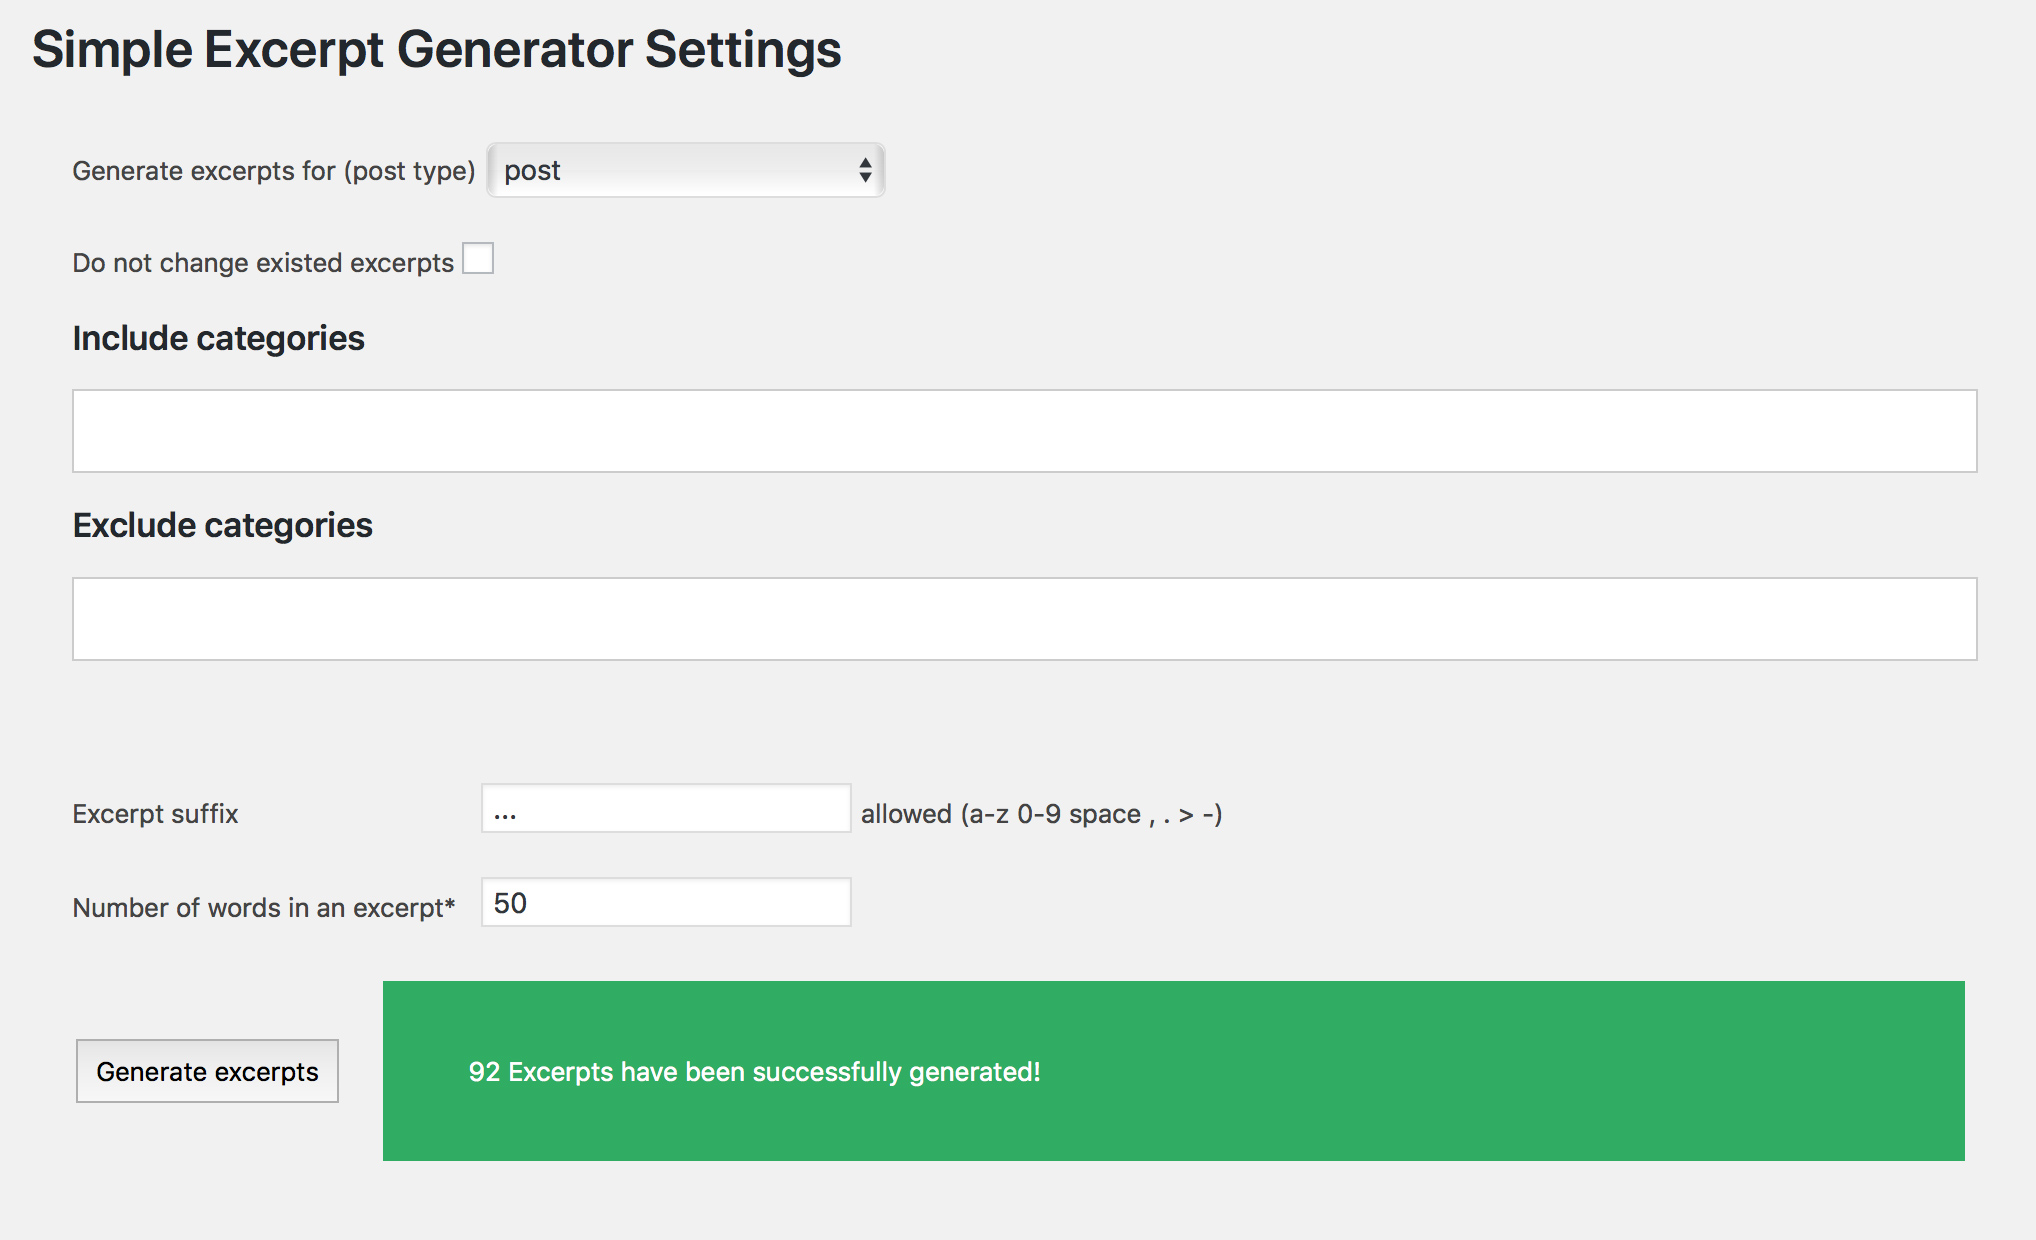 Simple Excerpt Generator Settings
Generate excerpts for (post type) post
Do not change existed excerpts
Include categories
Exclude categories
Excerpt suffix ... allowed (a-z 0-9 space , . > -)
Number of words in an excerpt* 50
Generate excerpts 92 Excerpts have been successfully generated!